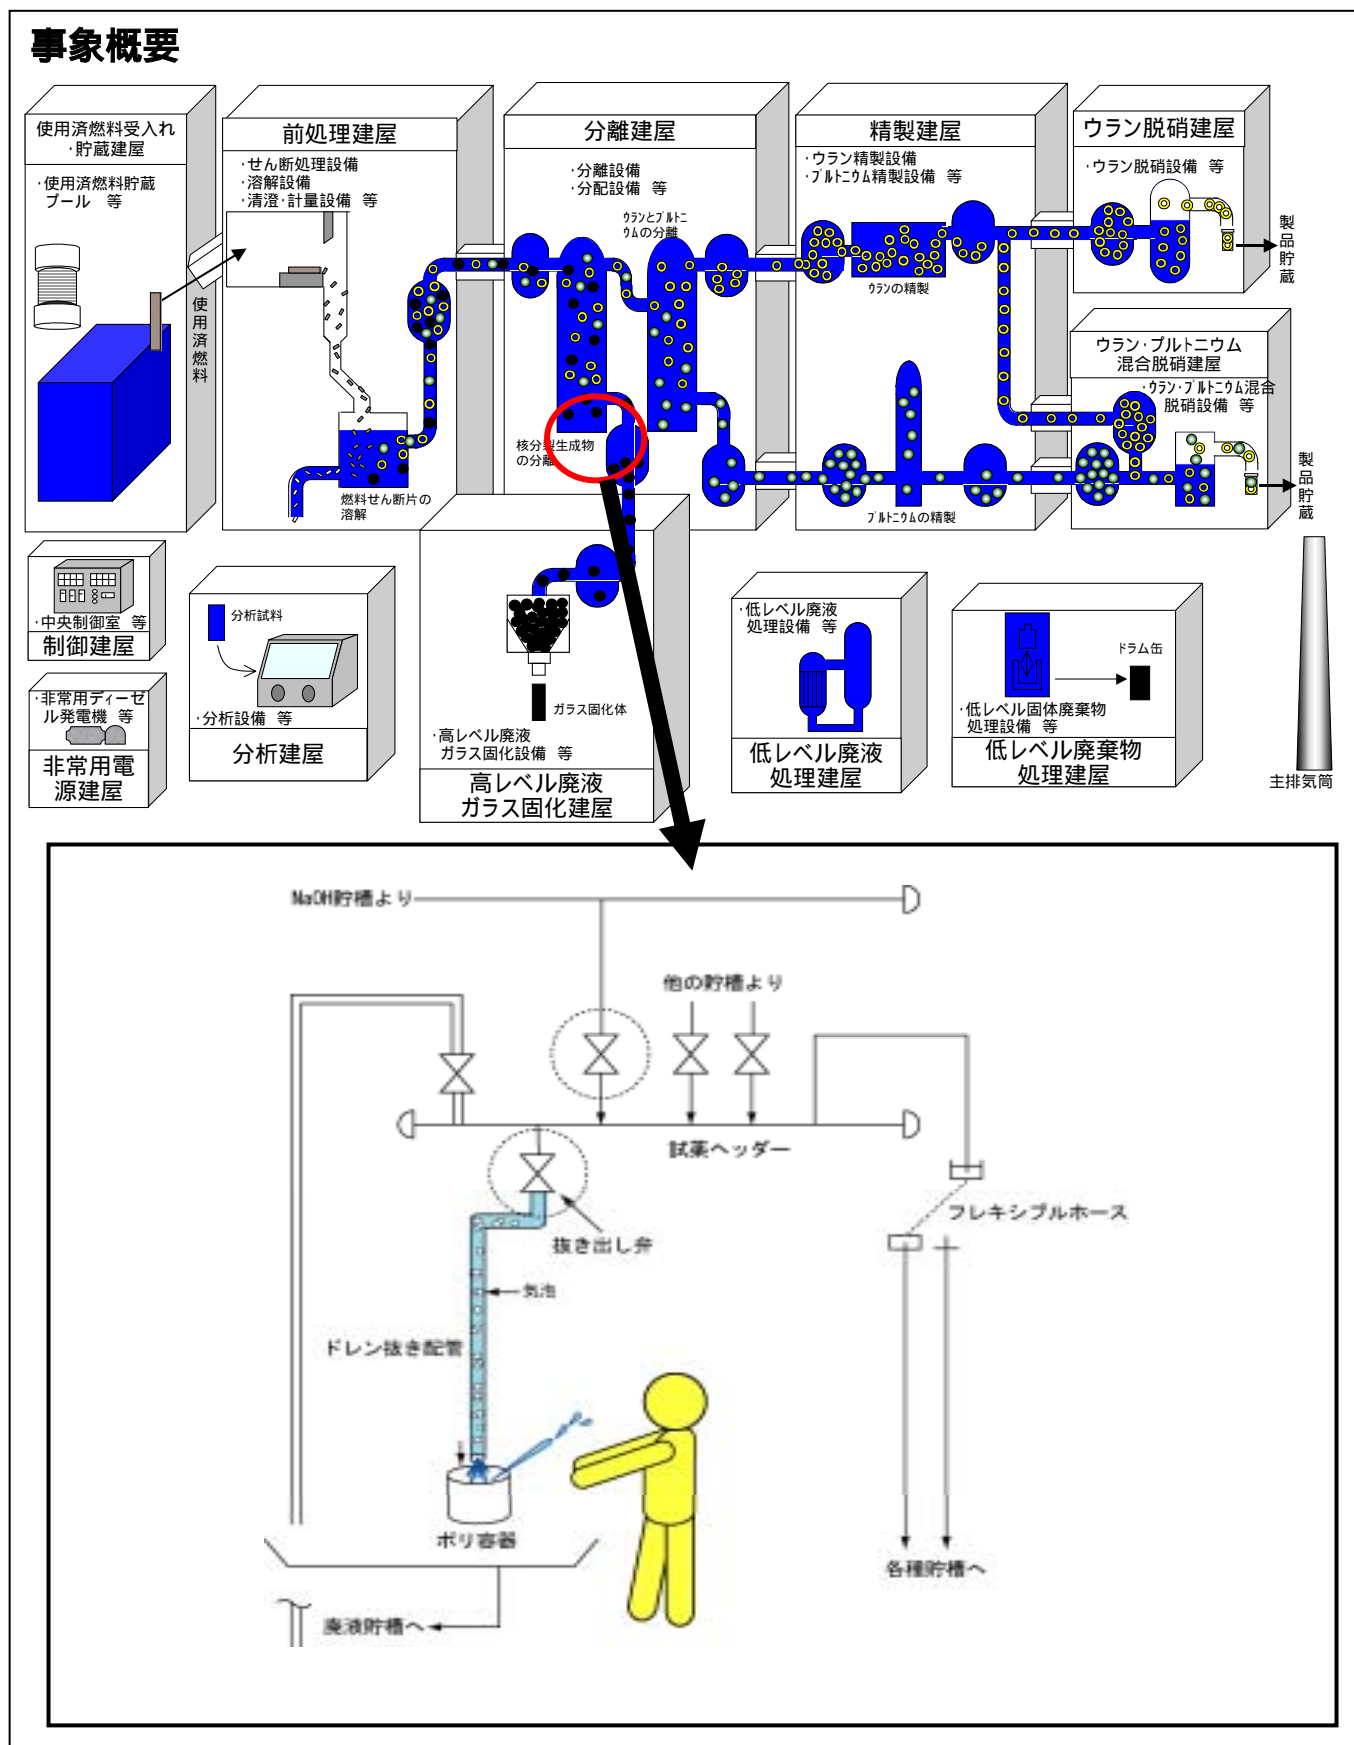 事象概要
使用済燃料受入れ
・貯蔵建屋
・使用済燃料貯蔵
プール 等
使用済燃料
前処理建屋
・せん断処理設備
・溶解設備
・清澄・計量設備 等
燃料せん断片の
溶解
分離建屋
・分離設備
・分配設備 等
ウランとプルトニ
ウムの分離
核分裂生成物
の分離
精製建屋
・ウラン精製設備
・プルトニウム精製設備 等
ウランの精製
プルトニウムの精製
ウラン脱硝建屋
・ウラン脱硝設備 等
製品貯蔵
ウラン・プルトニウム
混合脱硝建屋
・ウラン・プルトニウム混合
脱硝設備 等
製品貯蔵
・中央制御室 等
制御建屋
・非常用ディーゼ
ル発電機 等
非常用電
源建屋
分析試料
・分析設備 等
分析建屋
ガラス固化体
・高レベル廃液
ガラス固化設備 等
高レベル廃液
ガラス固化建屋
・低レベル廃液
処理設備 等
低レベル廃液
処理建屋
ドラム缶
・低レベル固体廃棄物
処理設備 等
低レベル廃棄物
処理建屋
主排気筒
NaOH貯槽より
他の貯槽より
試薬ヘッダー
フレキシブルホース
抜き出し弁
気泡
ドレン抜き配管
ポリ容器
各種貯槽へ
廃液貯槽へ